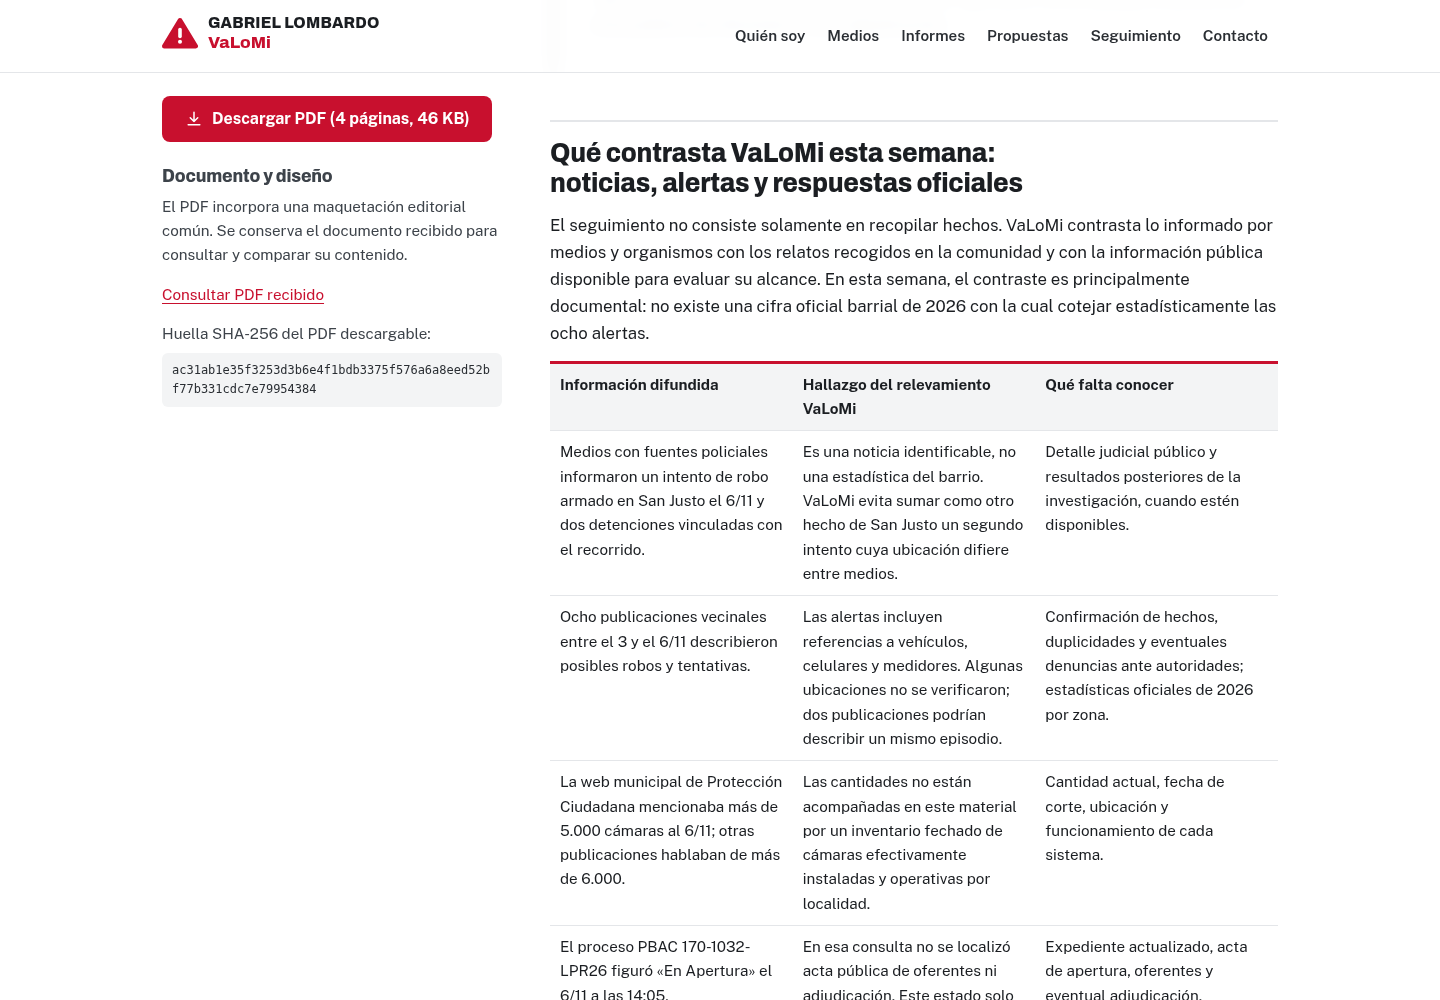 GABRIEL LOMBARDO
VaLoMi
Quién soy Medios Informes Propuestas Seguimiento Contacto
Descargar PDF (4 páginas, 46 KB)
Documento y diseño
El PDF incorpora una maquetación editorial
común. Se conserva el documento recibido para
consultar y comparar su contenido.
Consultar PDF recibido
Huella SHA-256 del PDF descargable:
ac31ab1e35f3253d3b6e4f1bdb3375f576a6a8eed52b
f77b331cdc7e79954384
Qué contrasta VaLoMi esta semana:
noticias, alertas y respuestas oficiales
El seguimiento no consiste solamente en recopilar hechos. VaLoMi contrasta lo informado por
medios y organismos con los relatos recogidos en la comunidad y con la información pública
disponible para evaluar su alcance. En esta semana, el contraste es principalmente
documental: no existe una cifra oficial barrial de 2026 con la cual cotejar estadísticamente las
ocho alertas.
Información difundida
Hallazgo del relevamiento
VaLoMi
Qué falta conocer
Medios con fuentes policiales
informaron un intento de robo
armado en San Justo el 6/11 y
dos detenciones vinculadas con
el recorrido.
Es una noticia identificable, no
una estadística del barrio.
VaLoMi evita sumar como otro
hecho de San Justo un segundo
intento cuya ubicación difiere
entre medios.
Detalle judicial público y
resultados posteriores de la
investigación, cuando estén
disponibles.
Ocho publicaciones vecinales
entre el 3 y el 6/11 describieron
posibles robos y tentativas.
Las alertas incluyen
referencias a vehículos,
celulares y medidores. Algunas
ubicaciones no se verificaron;
dos publicaciones podrían
describir un mismo episodio.
Confirmación de hechos,
duplicidades y eventuales
denuncias ante autoridades;
estadísticas oficiales de 2026
por zona.
La web municipal de Protección
Ciudadana mencionaba más de
5.000 cámaras al 6/11; otras
publicaciones hablaban de más
de 6.000.
Las cantidades no están
acompañadas en este material
por un inventario fechado de
cámaras efectivamente
instaladas y operativas por
localidad.
Cantidad actual, fecha de
corte, ubicación y
funcionamiento de cada
sistema.
El proceso PBAC 170-1032-
LPR26 figuró «En Apertura» el
6/11 a las 14:05.
En esa consulta no se localizó
acta pública de oferentes ni
adjudicación. Este estado solo
Expediente actualizado, acta
de apertura, oferentes y
eventual adjudicación.